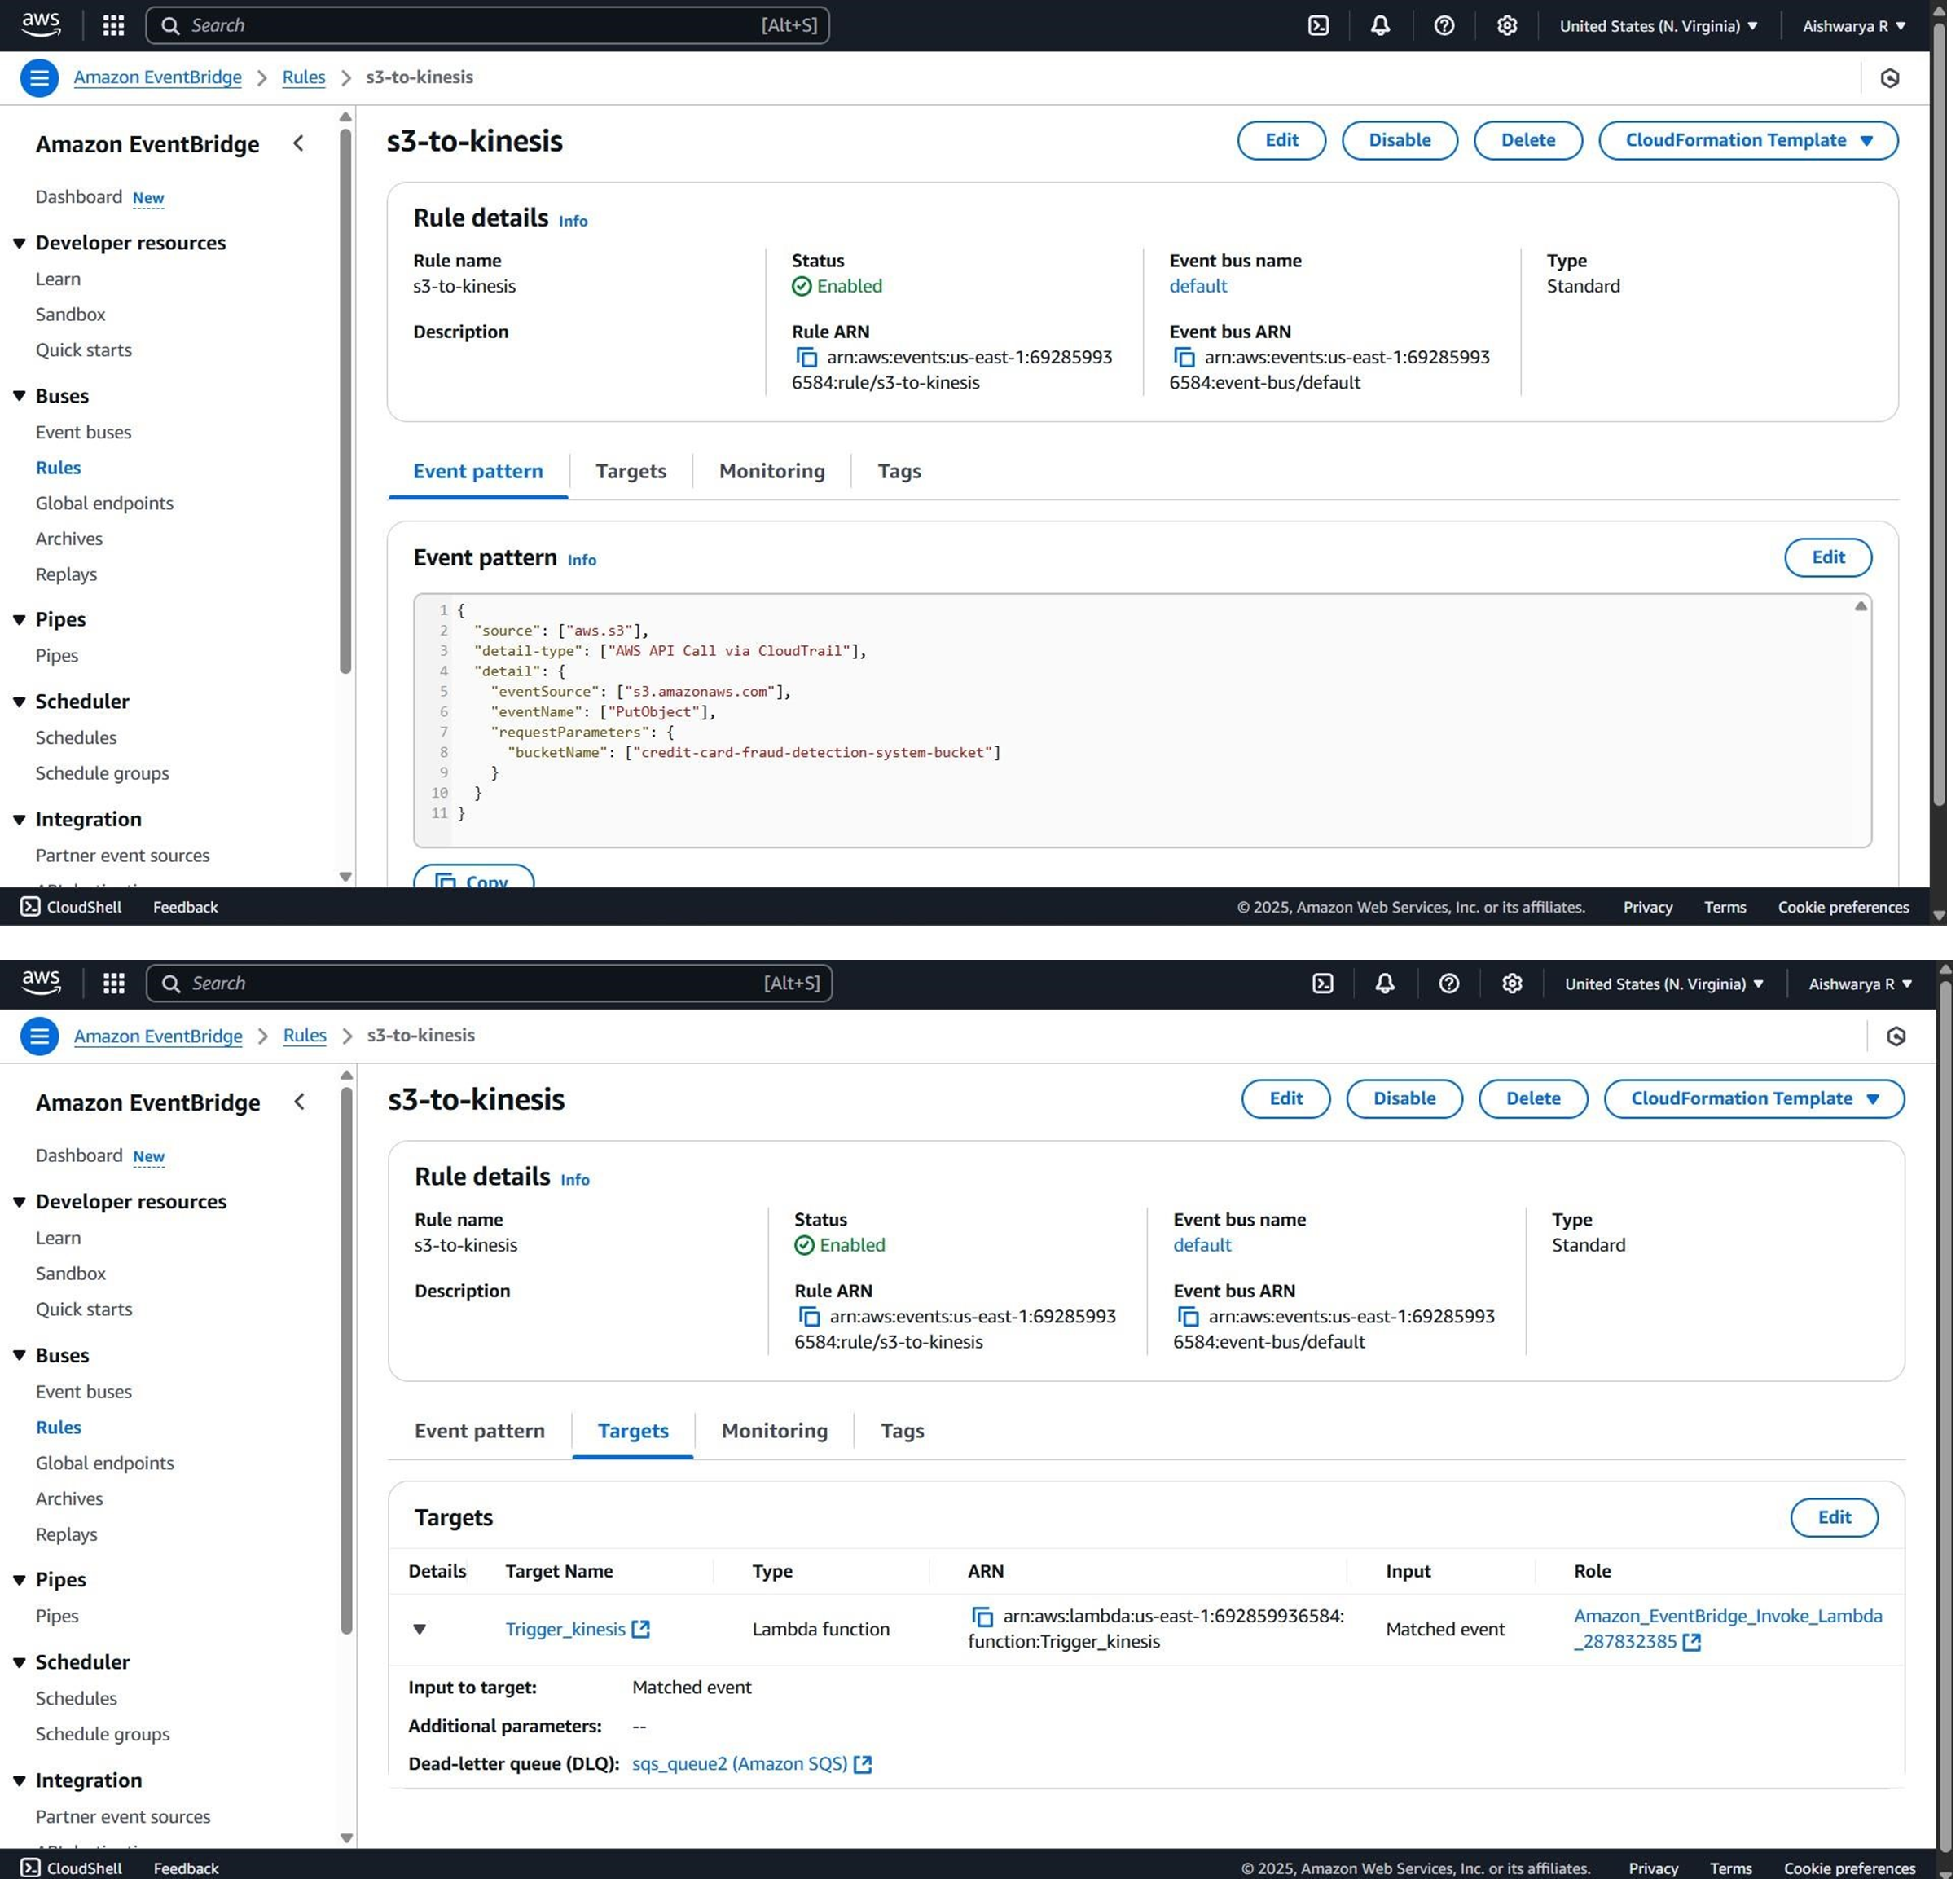 aws
Search [Alt+S]
United States (N. Virginia)
Aishwarya R
Amazon EventBridge > Rules > s3-to-kinesis
Amazon EventBridge
Dashboard New
Developer resources
Learn
Sandbox
Quick starts
Buses
Event buses
Rules
Global endpoints
Archives
Replays
Pipes
Pipes
Scheduler
Schedules
Schedule groups
Integration
Partner event sources
s3-to-kinesis
Edit
Disable
Delete
CloudFormation Template
Rule details Info
Rule name
s3-to-kinesis
Description
Status
Enabled
Rule ARN
arn:aws:events:us-east-1:69285993
6584:rule/s3-to-kinesis
Event bus name
default
Event bus ARN
arn:aws:events:us-east-1:69285993
6584:event-bus/default
Type
Standard
Event pattern
Targets
Monitoring
Tags
Event pattern Info
Edit
1 {
2 "source": ["aws.s3"],
3 "detail-type": ["AWS API Call via CloudTrail"],
4 "detail": {
5 "eventSource": ["s3.amazonaws.com"],
6 "eventName": ["PutObject"],
7 "requestParameters": {
8 "bucketName": ["credit-card-fraud-detection-system-bucket"]
9 }
10 }
11 }
Copy
CloudShell Feedback
© 2025, Amazon Web Services, Inc. or its affiliates. Privacy Terms Cookie preferences
aws
Search [Alt+S]
United States (N. Virginia)
Aishwarya R
Amazon EventBridge > Rules > s3-to-kinesis
Amazon EventBridge
Dashboard New
Developer resources
Learn
Sandbox
Quick starts
Buses
Event buses
Rules
Global endpoints
Archives
Replays
Pipes
Pipes
Scheduler
Schedules
Schedule groups
Integration
Partner event sources
s3-to-kinesis
Edit
Disable
Delete
CloudFormation Template
Rule details Info
Rule name
s3-to-kinesis
Description
Status
Enabled
Rule ARN
arn:aws:events:us-east-1:69285993
6584:rule/s3-to-kinesis
Event bus name
default
Event bus ARN
arn:aws:events:us-east-1:69285993
6584:event-bus/default
Type
Standard
Event pattern
Targets
Monitoring
Tags
Targets
Edit
Details Target Name Type ARN Input Role
Trigger_kinesis
Lambda function
arn:aws:lambda:us-east-1:692859936584:
function:Trigger_kinesis
Matched event
Amazon_EventBridge_Invoke_Lambda
_287832385
Input to target: Matched event
Additional parameters: --
Dead-letter queue (DLQ): sqs_queue2 (Amazon SQS)
CloudShell Feedback
© 2025, Amazon Web Services, Inc. or its affiliates. Privacy Terms Cookie preferences